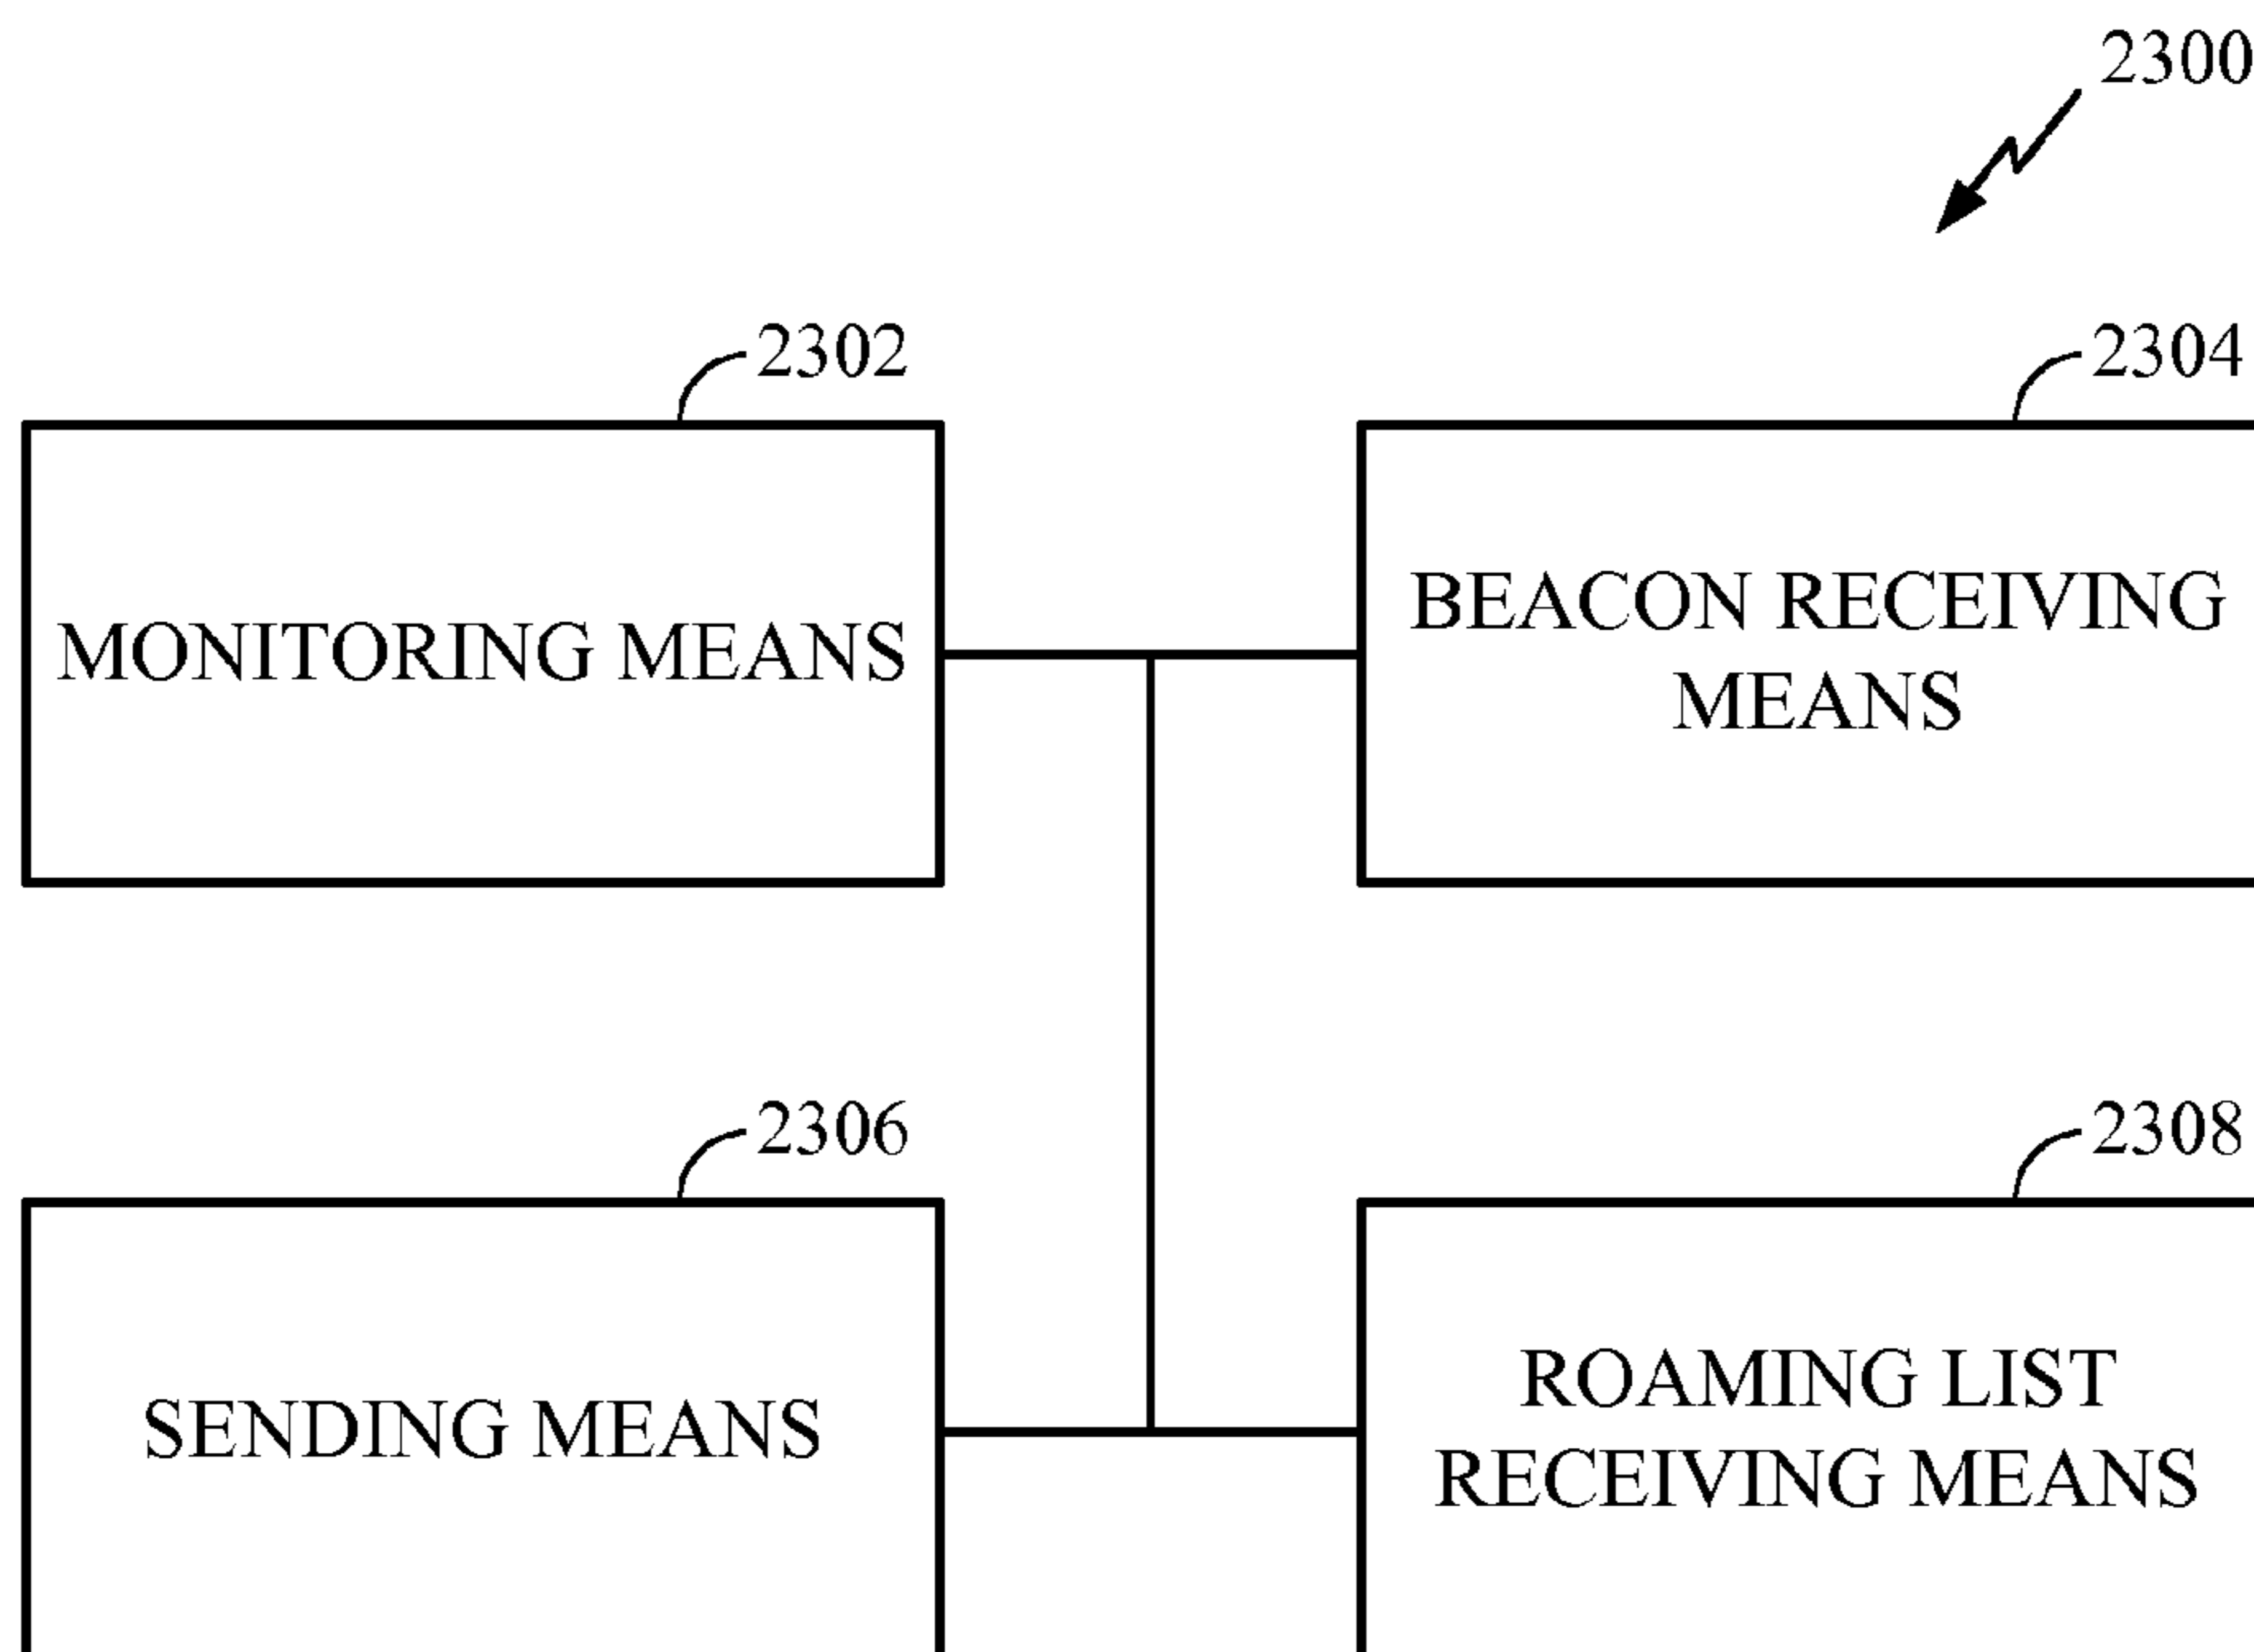 2300
2302
2304
MONITORING MEANS
BEACON RECEIVING
MEANS
2306
2308
SENDING MEANS
ROAMING LIST
RECEIVING MEANS